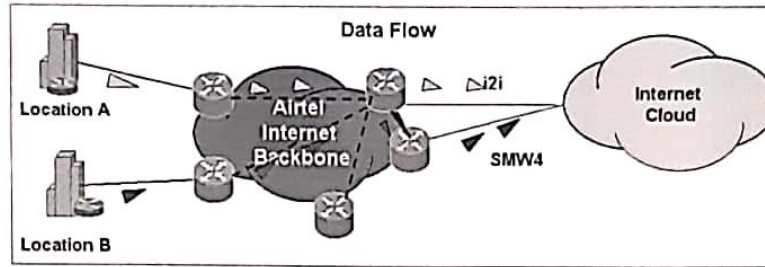 Data Flow
Location A
Airtel
Internet
Backbone
i2i
SMW4
Internet
Cloud
Location B